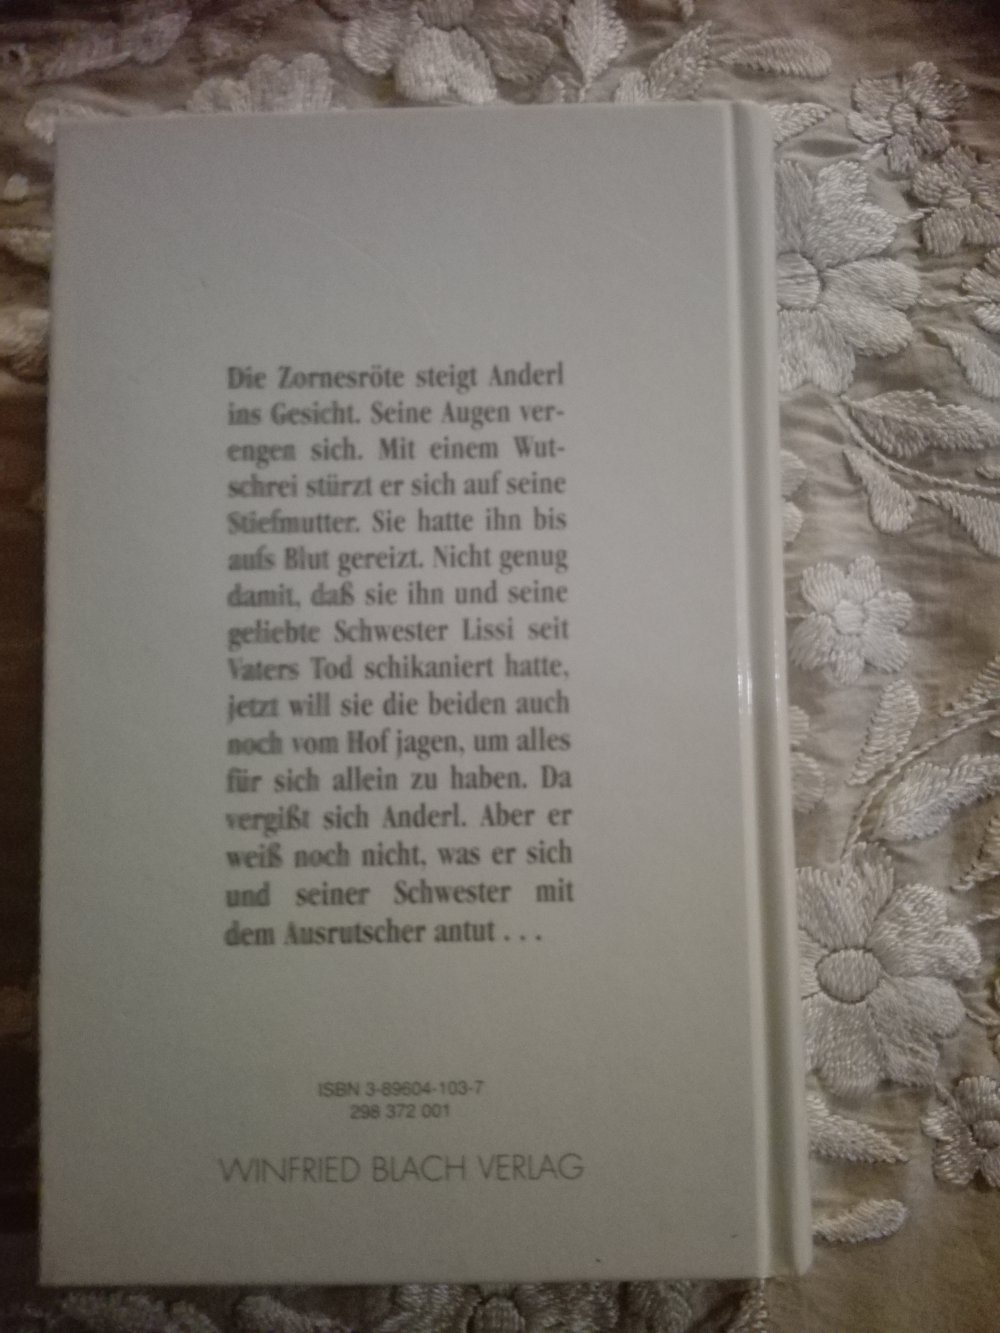 Die Zornesröte steigt Anderl
ins Gesicht. Seine Augen ver-
engen sich. Mit einem Wut-
schrei stürzt er sich auf seine
Stiefmutter. Sie hatte ihn bis
aufs Blut gereizt. Nicht genug
damit, daß sie ihn und seine
geliebte Schwester Lissi seit
Vaters Tod schikaniert hatte,
jetzt will sie die beiden auch
noch vom Hof jagen, um alles
für sich allein zu haben. Da
vergißt sich Anderl. Aber er
weiß noch nicht, was er sich
und seiner Schwester mit
dem Ausrutscher antut . . .
ISBN 3-89604-103-7
298 372 001
WINFRIED BLACH VERLAG